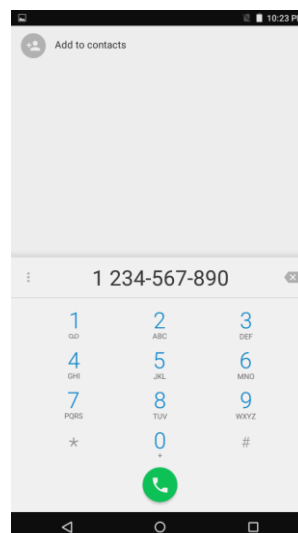 10:23 P
Add to contacts
1 234-567-890
1 2 3
ABC DEF
4 5 6
GHI JKL MNO
7 8 9
PQRS TUV WXYZ
* 0 #
+